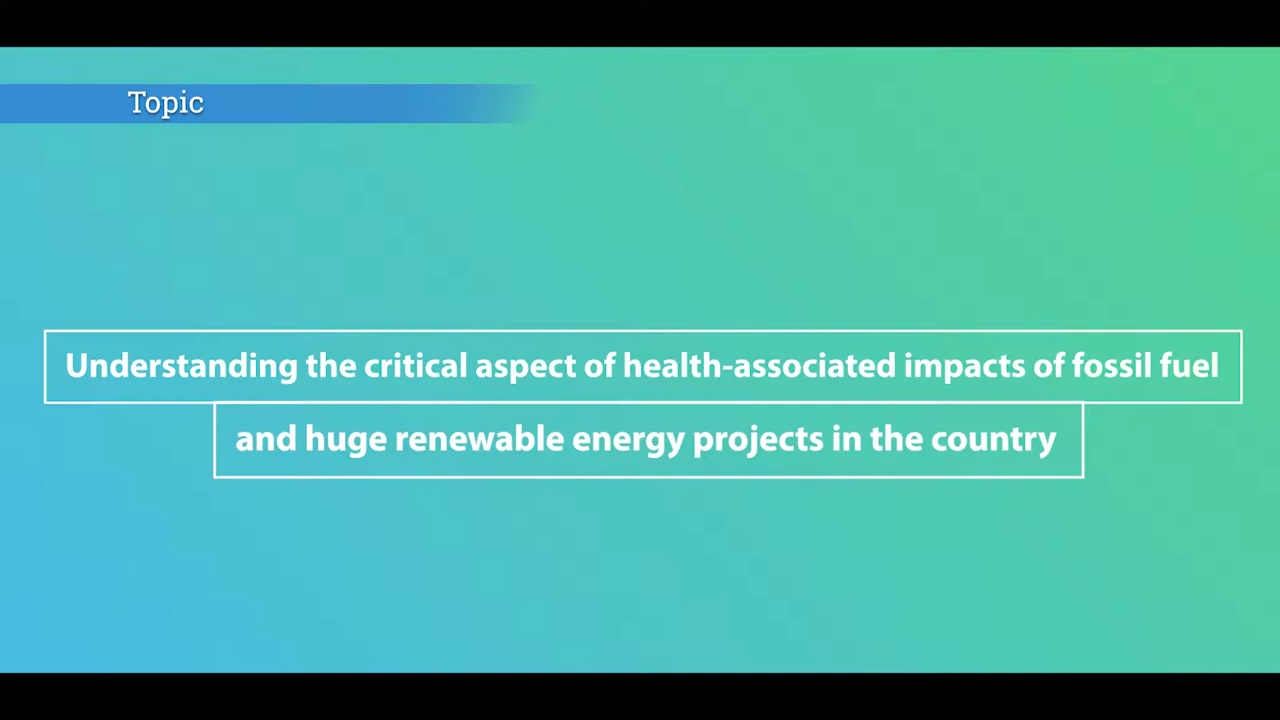 Topic
Understanding the critical aspect of health-associated impacts of fossil fuel
and huge renewable energy projects in the country